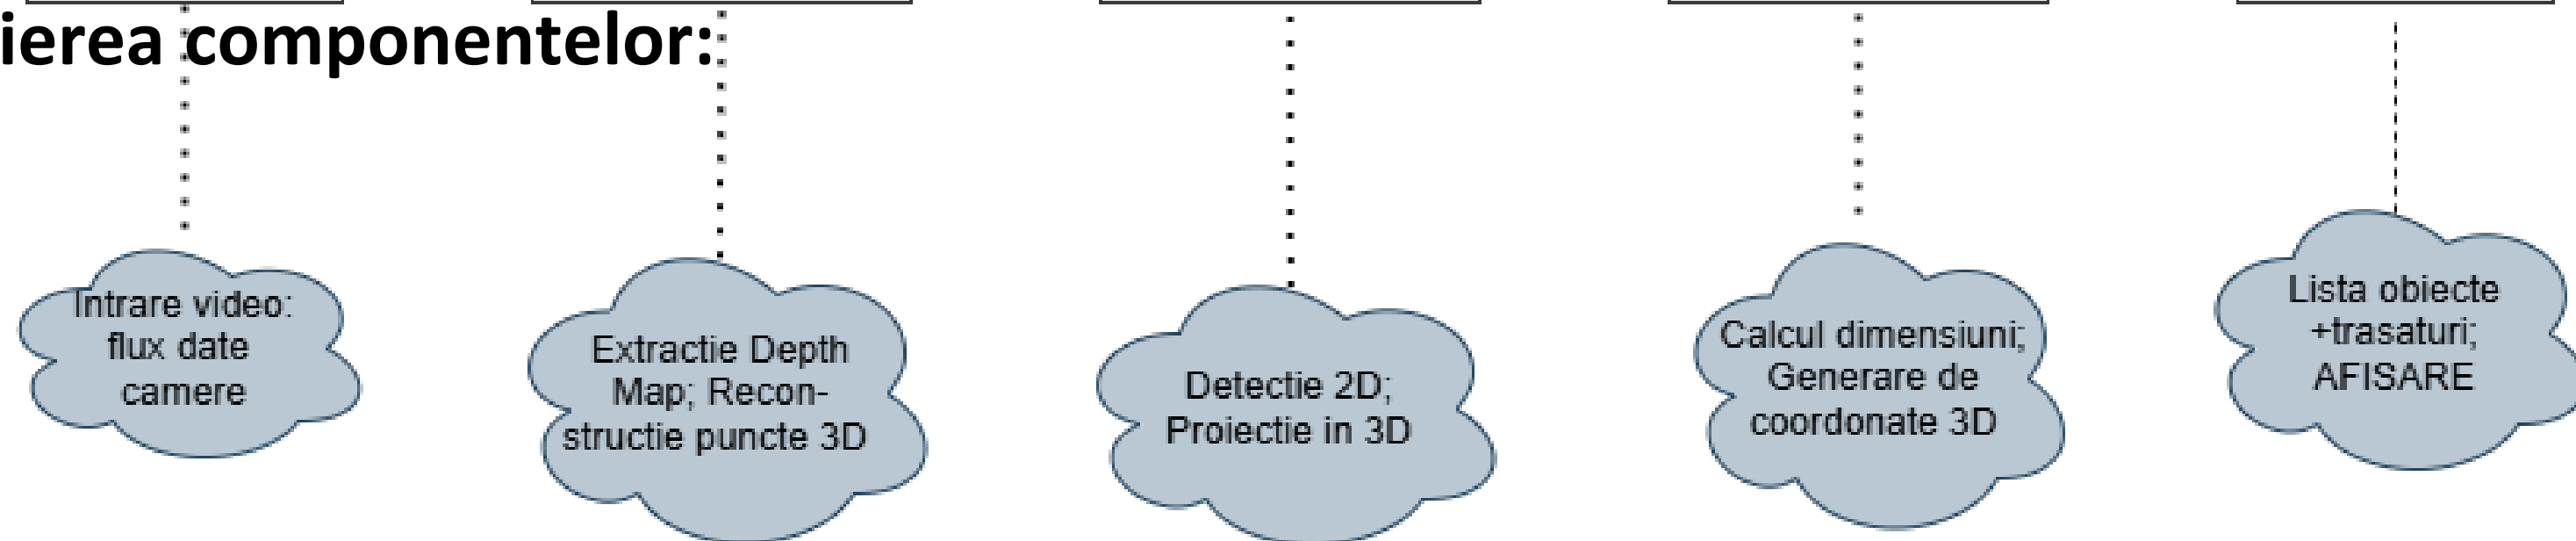 ierea componentelor:
Intrare video:
flux date
camere
Extractie Depth
Map; Recon-
structie puncte 3D
Detectie 2D;
Proiectie in 3D
Calcul dimensiuni;
Generare de
coordonate 3D
Lista obiecte
+trasaturi;
AFISARE